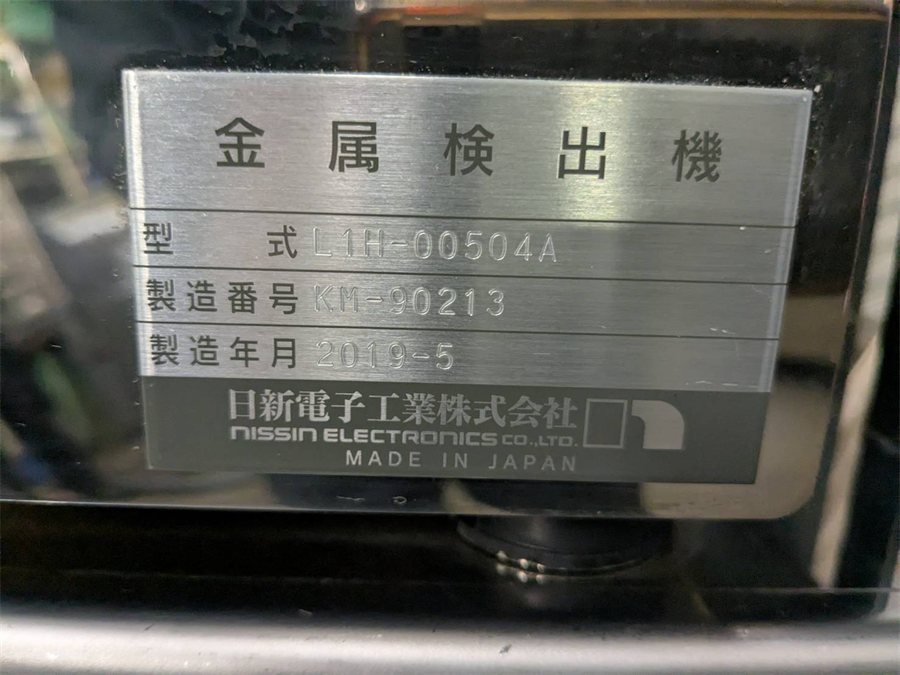 金属検出機
型式 L1H-00504A
製造番号 KM-90213
製造年月 2019-5
日新電子工業株式会社
NISSIN ELECTRONICS CO.,LTD.
MADE IN JAPAN